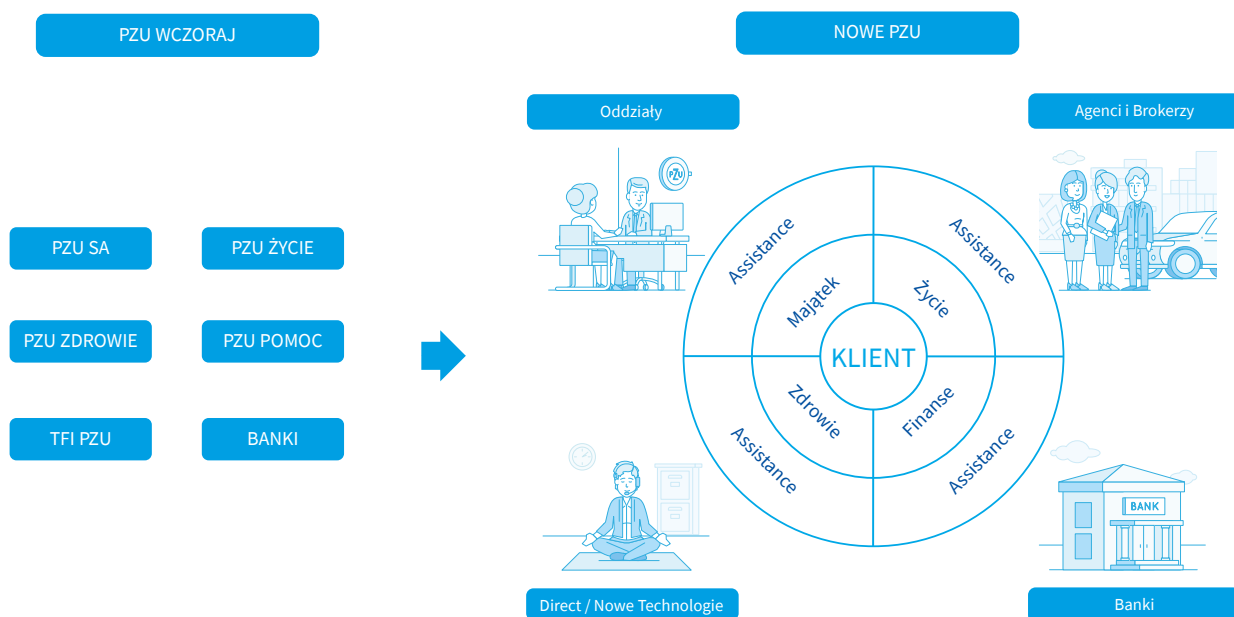 PZU WCZORAJ
PZU SA
PZU ŻYCIE
PZU ZDROWIE
PZU POMOC
TFI PZU
BANKI
NOWE PZU
Oddziały
Agenci i Brokerzy
PZU
Assistance
Assistance
Majątek
Życie
KLIENT
Zdrowie
Finanse
Assistance
Assistance
BANK
Direct / Nowe Technologie
Banki